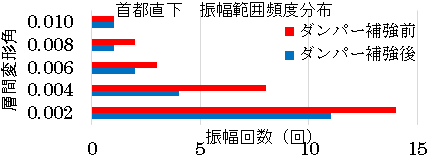 首都直下　振幅範囲頻度分布
ダンパー補強前
ダンパー補強後
層間変形角
0.010
0.008
0.006
0.004
0.002
振幅回数（回）
0 5 10 15